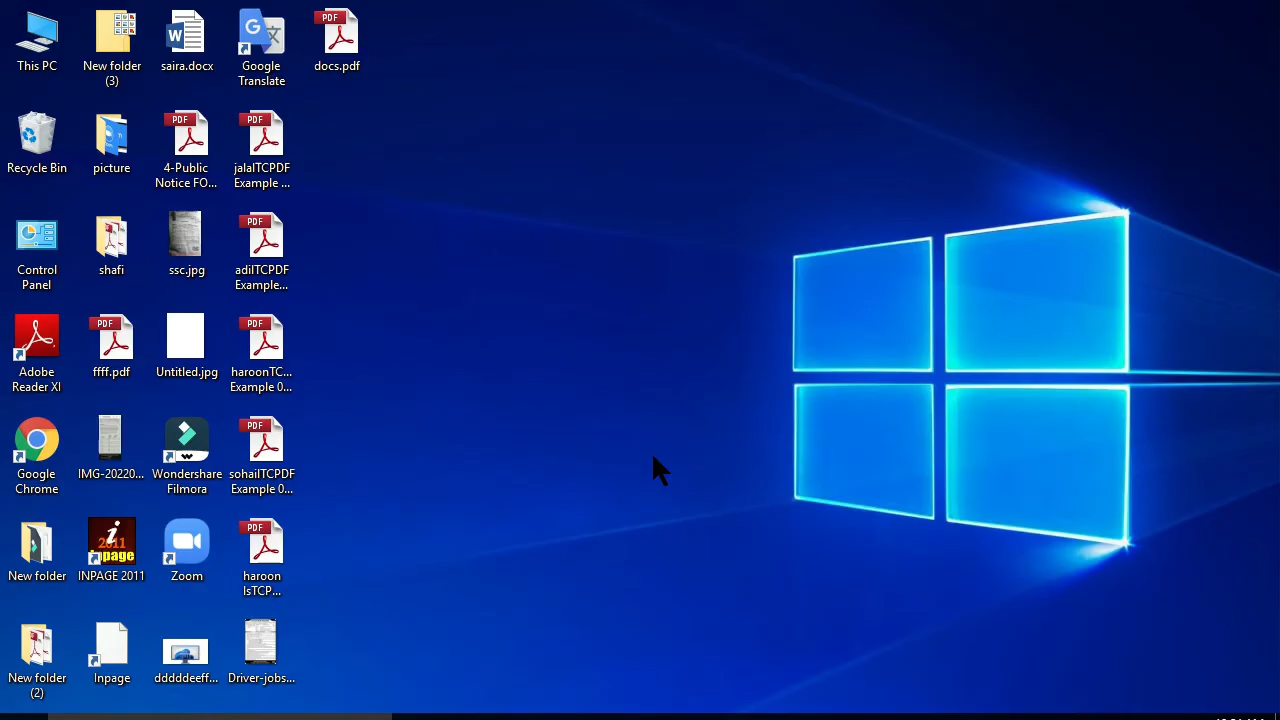 This PC
New folder
(3)
saira.docx
Google
Translate
docs.pdf
Recycle Bin
picture
4-Public
Notice FO...
jalalTCPDF
Example ...
Control
Panel
shafi
ssc.jpg
adilTCPDF
Example...
Adobe
Reader XI
ffff.pdf
Untitled.jpg
haroonTC...
Example 0...
Google
Chrome
IMG-20220...
Wondershare
Filmora
sohailTCPDF
Example 0...
New folder
INPAGE 2011
Zoom
haroon
IsTCP...
New folder
(2)
Inpage
dddddeeff...
Driver-jobs...